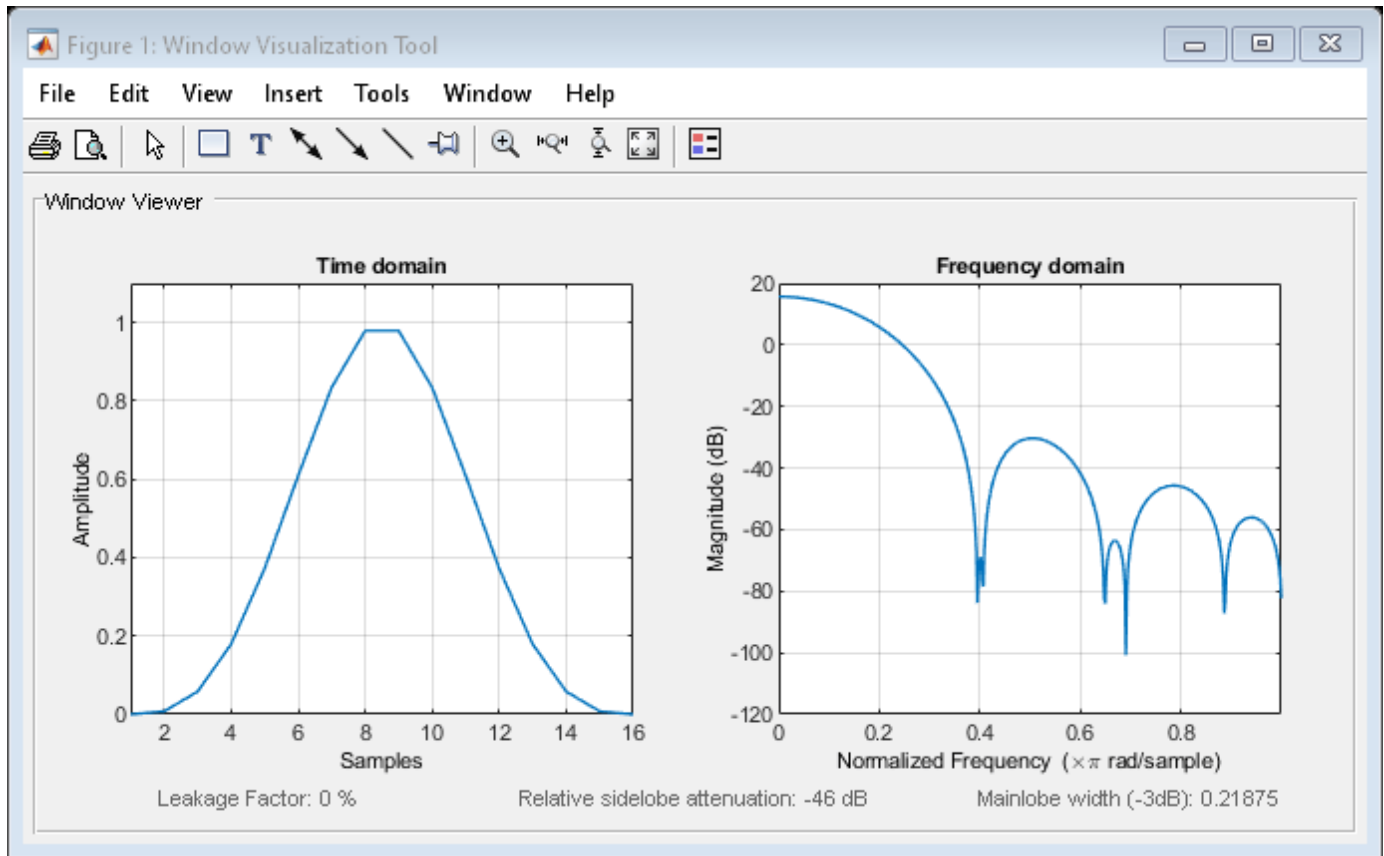 Figure 1: Window Visualization Tool
File Edit View Insert Tools Window Help
T
Window Viewer
Time domain
1
0.8
0.6
0.4
0.2
0
Amplitude
2 4 6 8 10 12 14 16
Samples
Frequency domain
20
0
-20
-40
-60
-80
-100
-120
Magnitude (dB)
0 0.2 0.4 0.6 0.8
Normalized Frequency (×π rad/sample)
Leakage Factor: 0 % Relative sidelobe attenuation: -46 dB Mainlobe width (-3dB): 0.21875